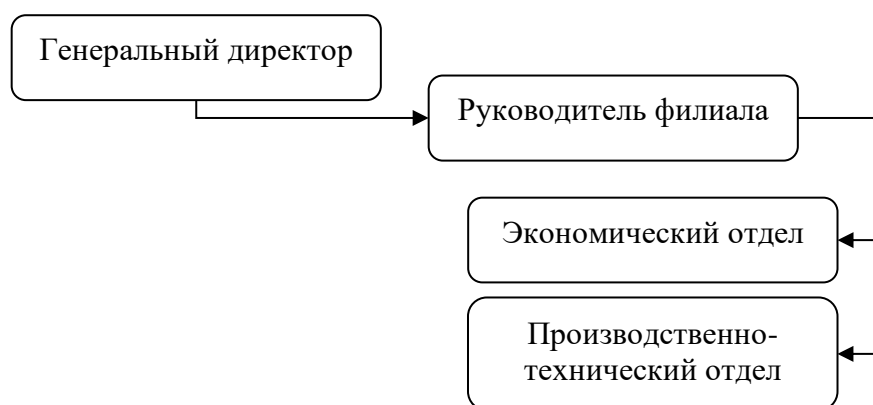 Генеральный директор
Руководитель филиала
Экономический отдел
Производственно-
технический отдел